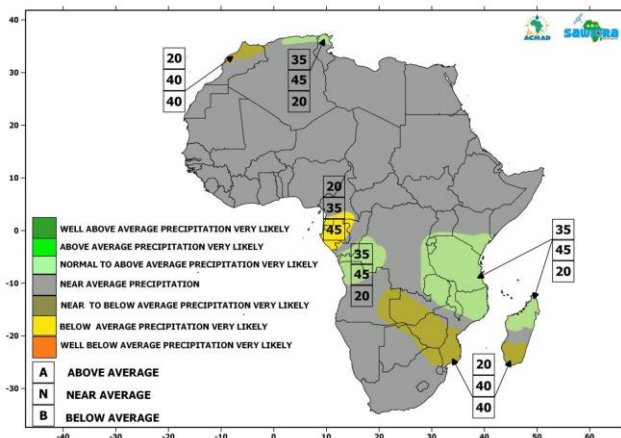 ACMAD
SAWIDRA
40
30
20
10
0
-10
-20
-30
-40
-20
0
10
20
30
40
50
60
20
40
40
35
45
20
20
35
45
35
45
20
35
45
20
20
40
40
WELL ABOVE AVERAGE PRECIPITATION VERY LIKELY
ABOVE AVERAGE PRECIPITATION VERY LIKELY
NORMAL TO ABOVE AVERAGE PRECIPITATION VERY LIKELY
NEAR AVERAGE PRECIPITATION
NEAR TO BELOW AVERAGE PRECIPITATION VERY LIKELY
BELOW AVERAGE PRECIPITATION VERY LIKELY
WELL BELOW AVERAGE PRECIPITATION VERY LIKELY
A ABOVE AVERAGE
N NEAR AVERAGE
B BELOW AVERAGE